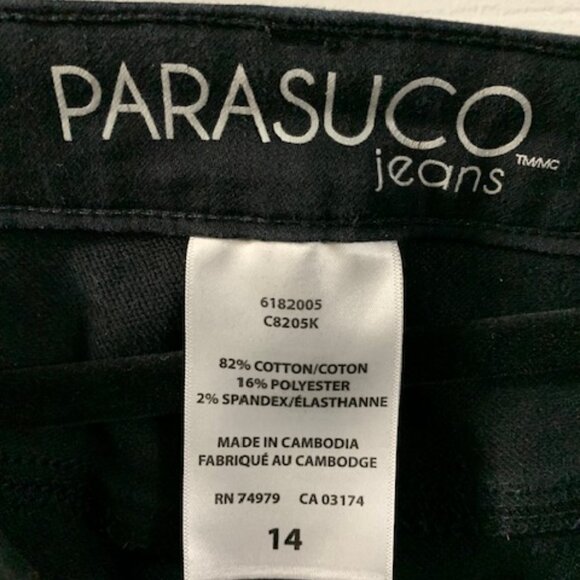 PARASUCO
jeans TM/MC
6182005
C8205K
82% COTTON/COTON
16% POLYESTER
2% SPANDEX/ÉLASTHANNE
MADE IN CAMBODIA
FABRIQUÉ AU CAMBODGE
RN 74979 CA 03174
14